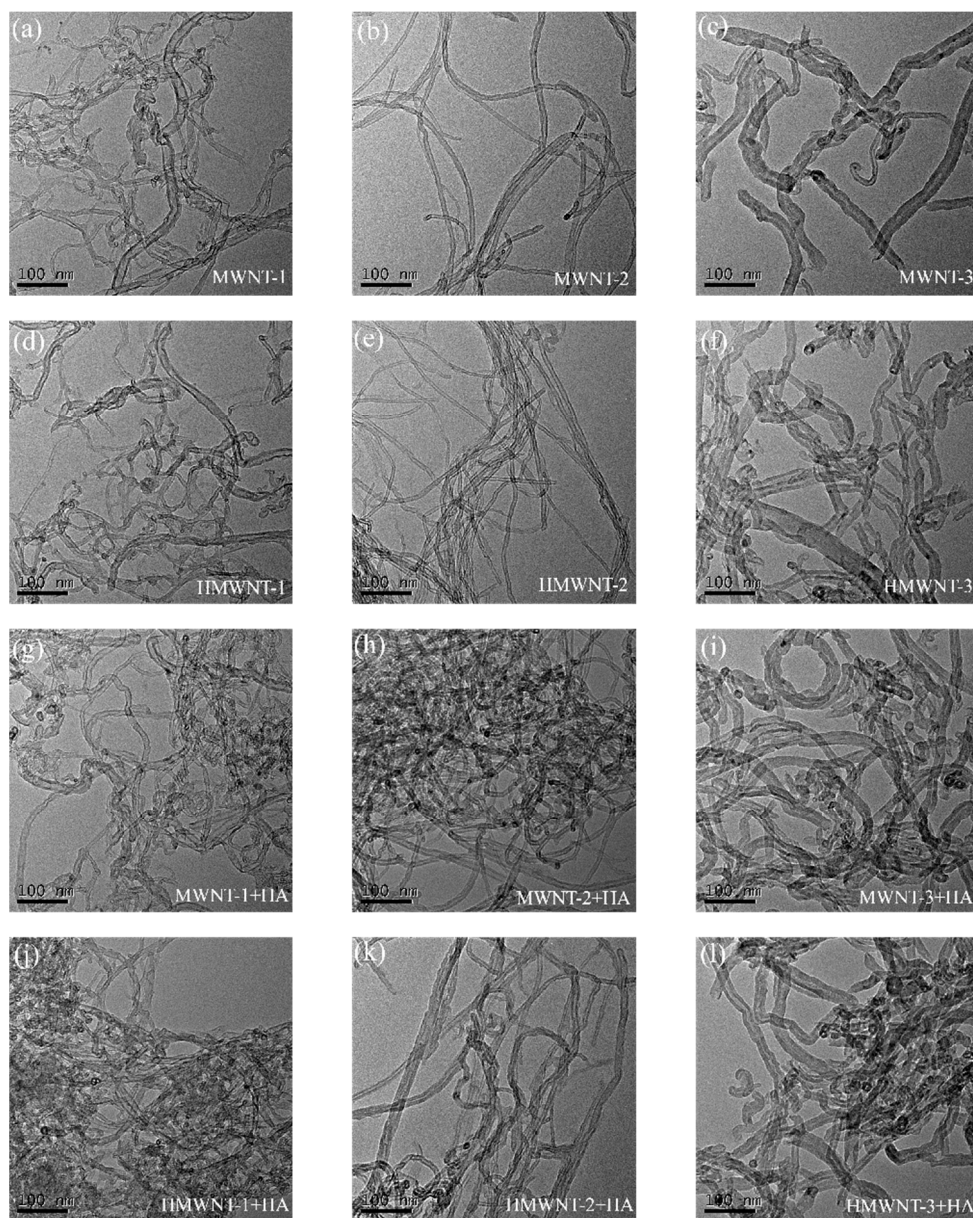 (a)
100 nm
MWNT-1
(b)
100 nm
MWNT-2
(c)
100 nm
MWNT-3
(d)
100 nm
HMWNT-1
(e)
100 nm
HMWNT-2
(f)
100 nm
HMWNT-3
(g)
100 nm
MWNT-1+HA
(h)
100 nm
MWNT-2+HA
(i)
100 nm
MWNT-3+HA
(j)
100 nm
HMWNT-1+HA
(k)
100 nm
HMWNT-2+HA
(l)
100 nm
HMWNT-3+HA